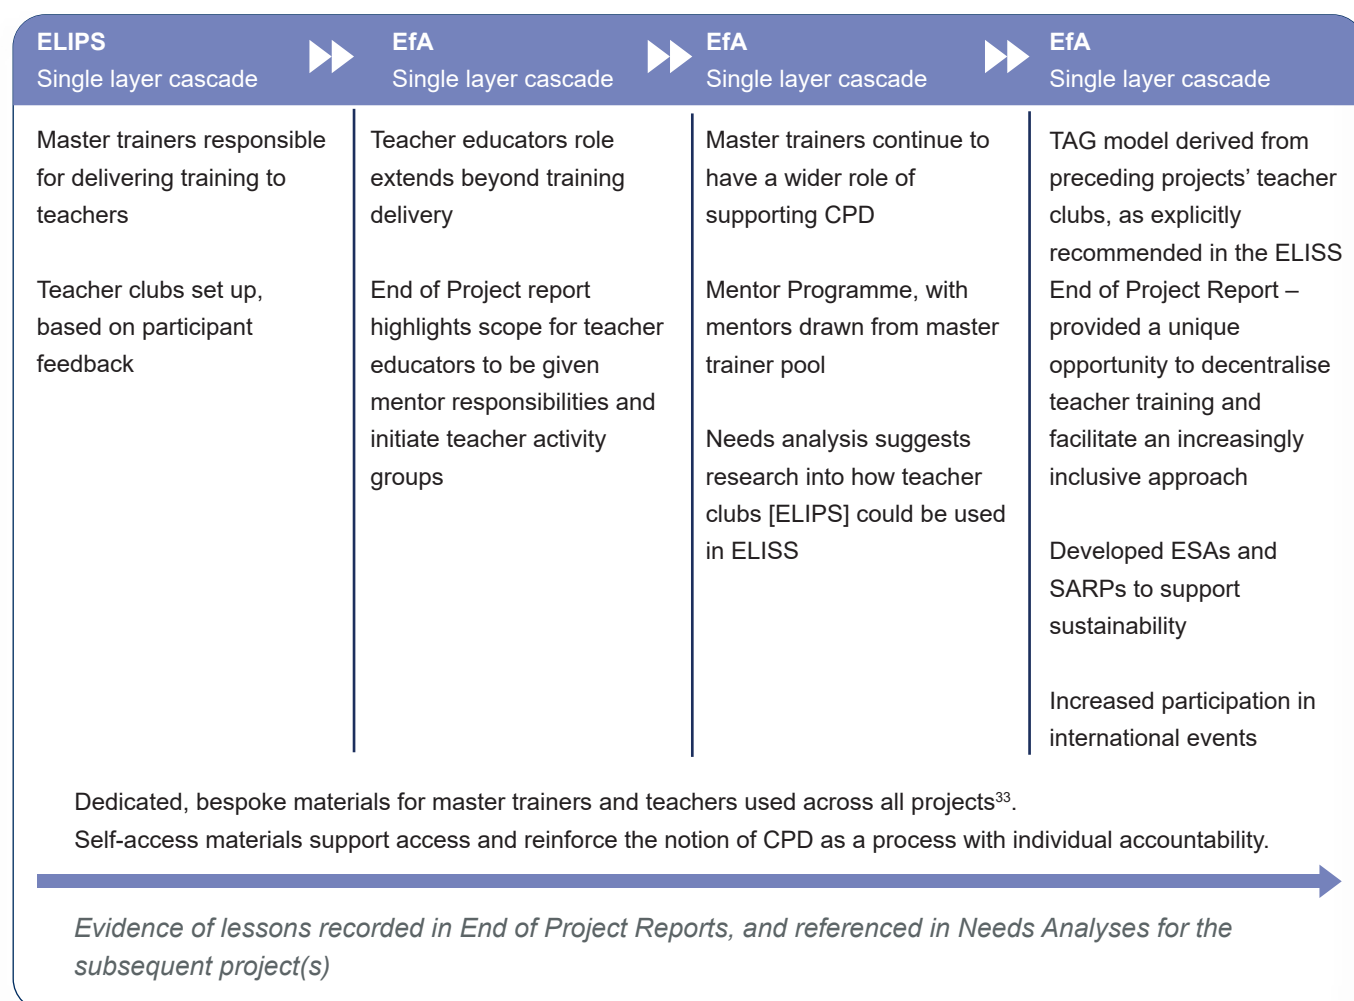 ELIPS
Single layer cascade
EfA
Single layer cascade
EfA
Single layer cascade
EfA
Single layer cascade
Master trainers responsible
for delivering training to
teachers
Teacher clubs set up,
based on participant
feedback
Teacher educators role
extends beyond training
delivery
End of Project report
highlights scope for teacher
educators to be given
mentor responsibilities and
initiate teacher activity
groups
Master trainers continue to
have a wider role of
supporting CPD
Mentor Programme, with
mentors drawn from master
trainer pool
Needs analysis suggests
research into how teacher
clubs [ELIPS] could be used
in ELISS
TAG model derived from
preceding projects’ teacher
clubs, as explicitly
recommended in the ELISS
End of Project Report –
provided a unique
opportunity to decentralise
teacher training and
facilitate an increasingly
inclusive approach
Developed ESAs and
SARPs to support
sustainability
Increased participation in
international events
Dedicated, bespoke materials for master trainers and teachers used across all projects³³.
Self-access materials support access and reinforce the notion of CPD as a process with individual accountability.
Evidence of lessons recorded in End of Project Reports, and referenced in Needs Analyses for the
subsequent project(s)